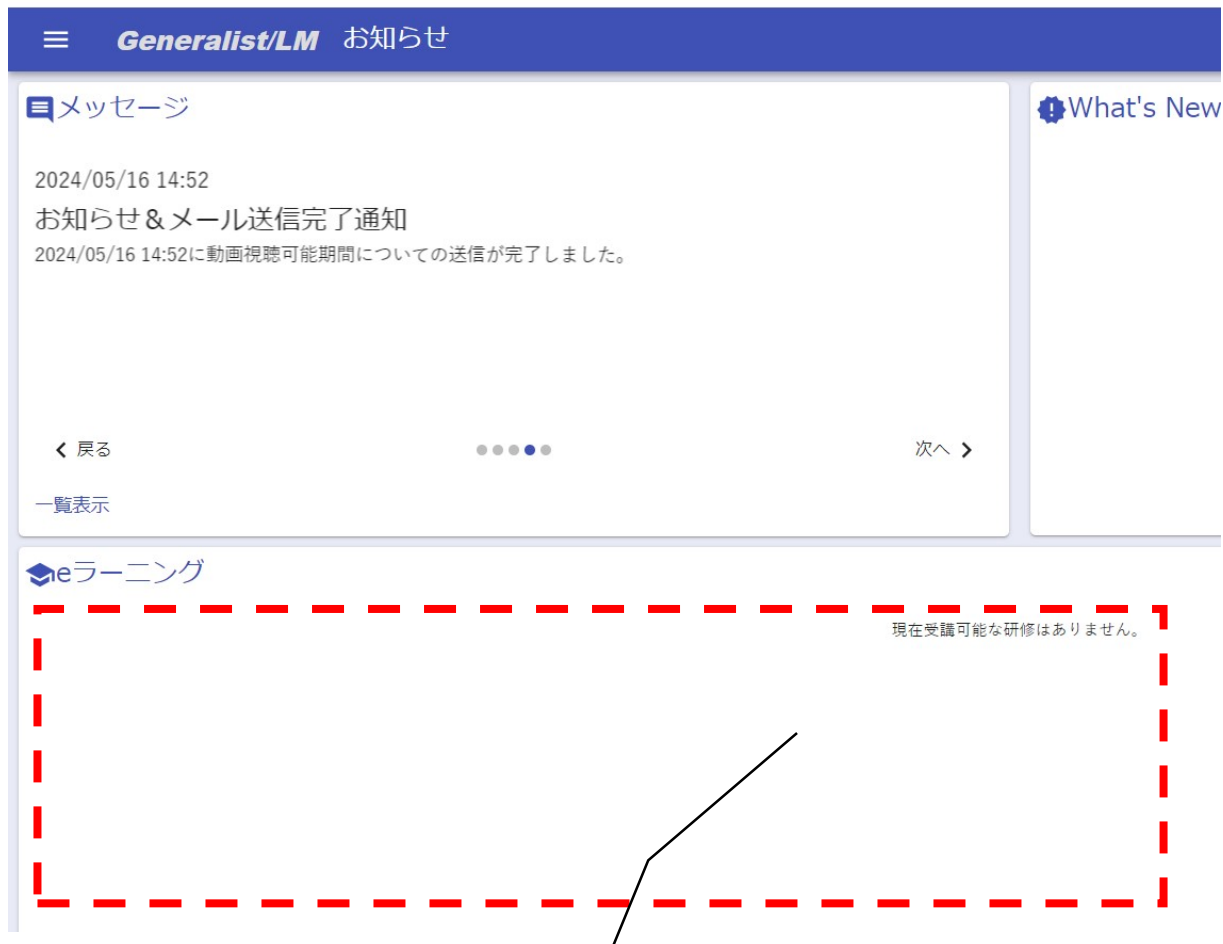 Generalist/LM お知らせ
メッセージ
2024/05/16 14:52
お知らせ＆メール送信完了通知
2024/05/16 14:52に動画視聴可能期間についての送信が完了しました。
戻る
次へ
一覧表示
What's New
eラーニング
現在受講可能な研修はありません。